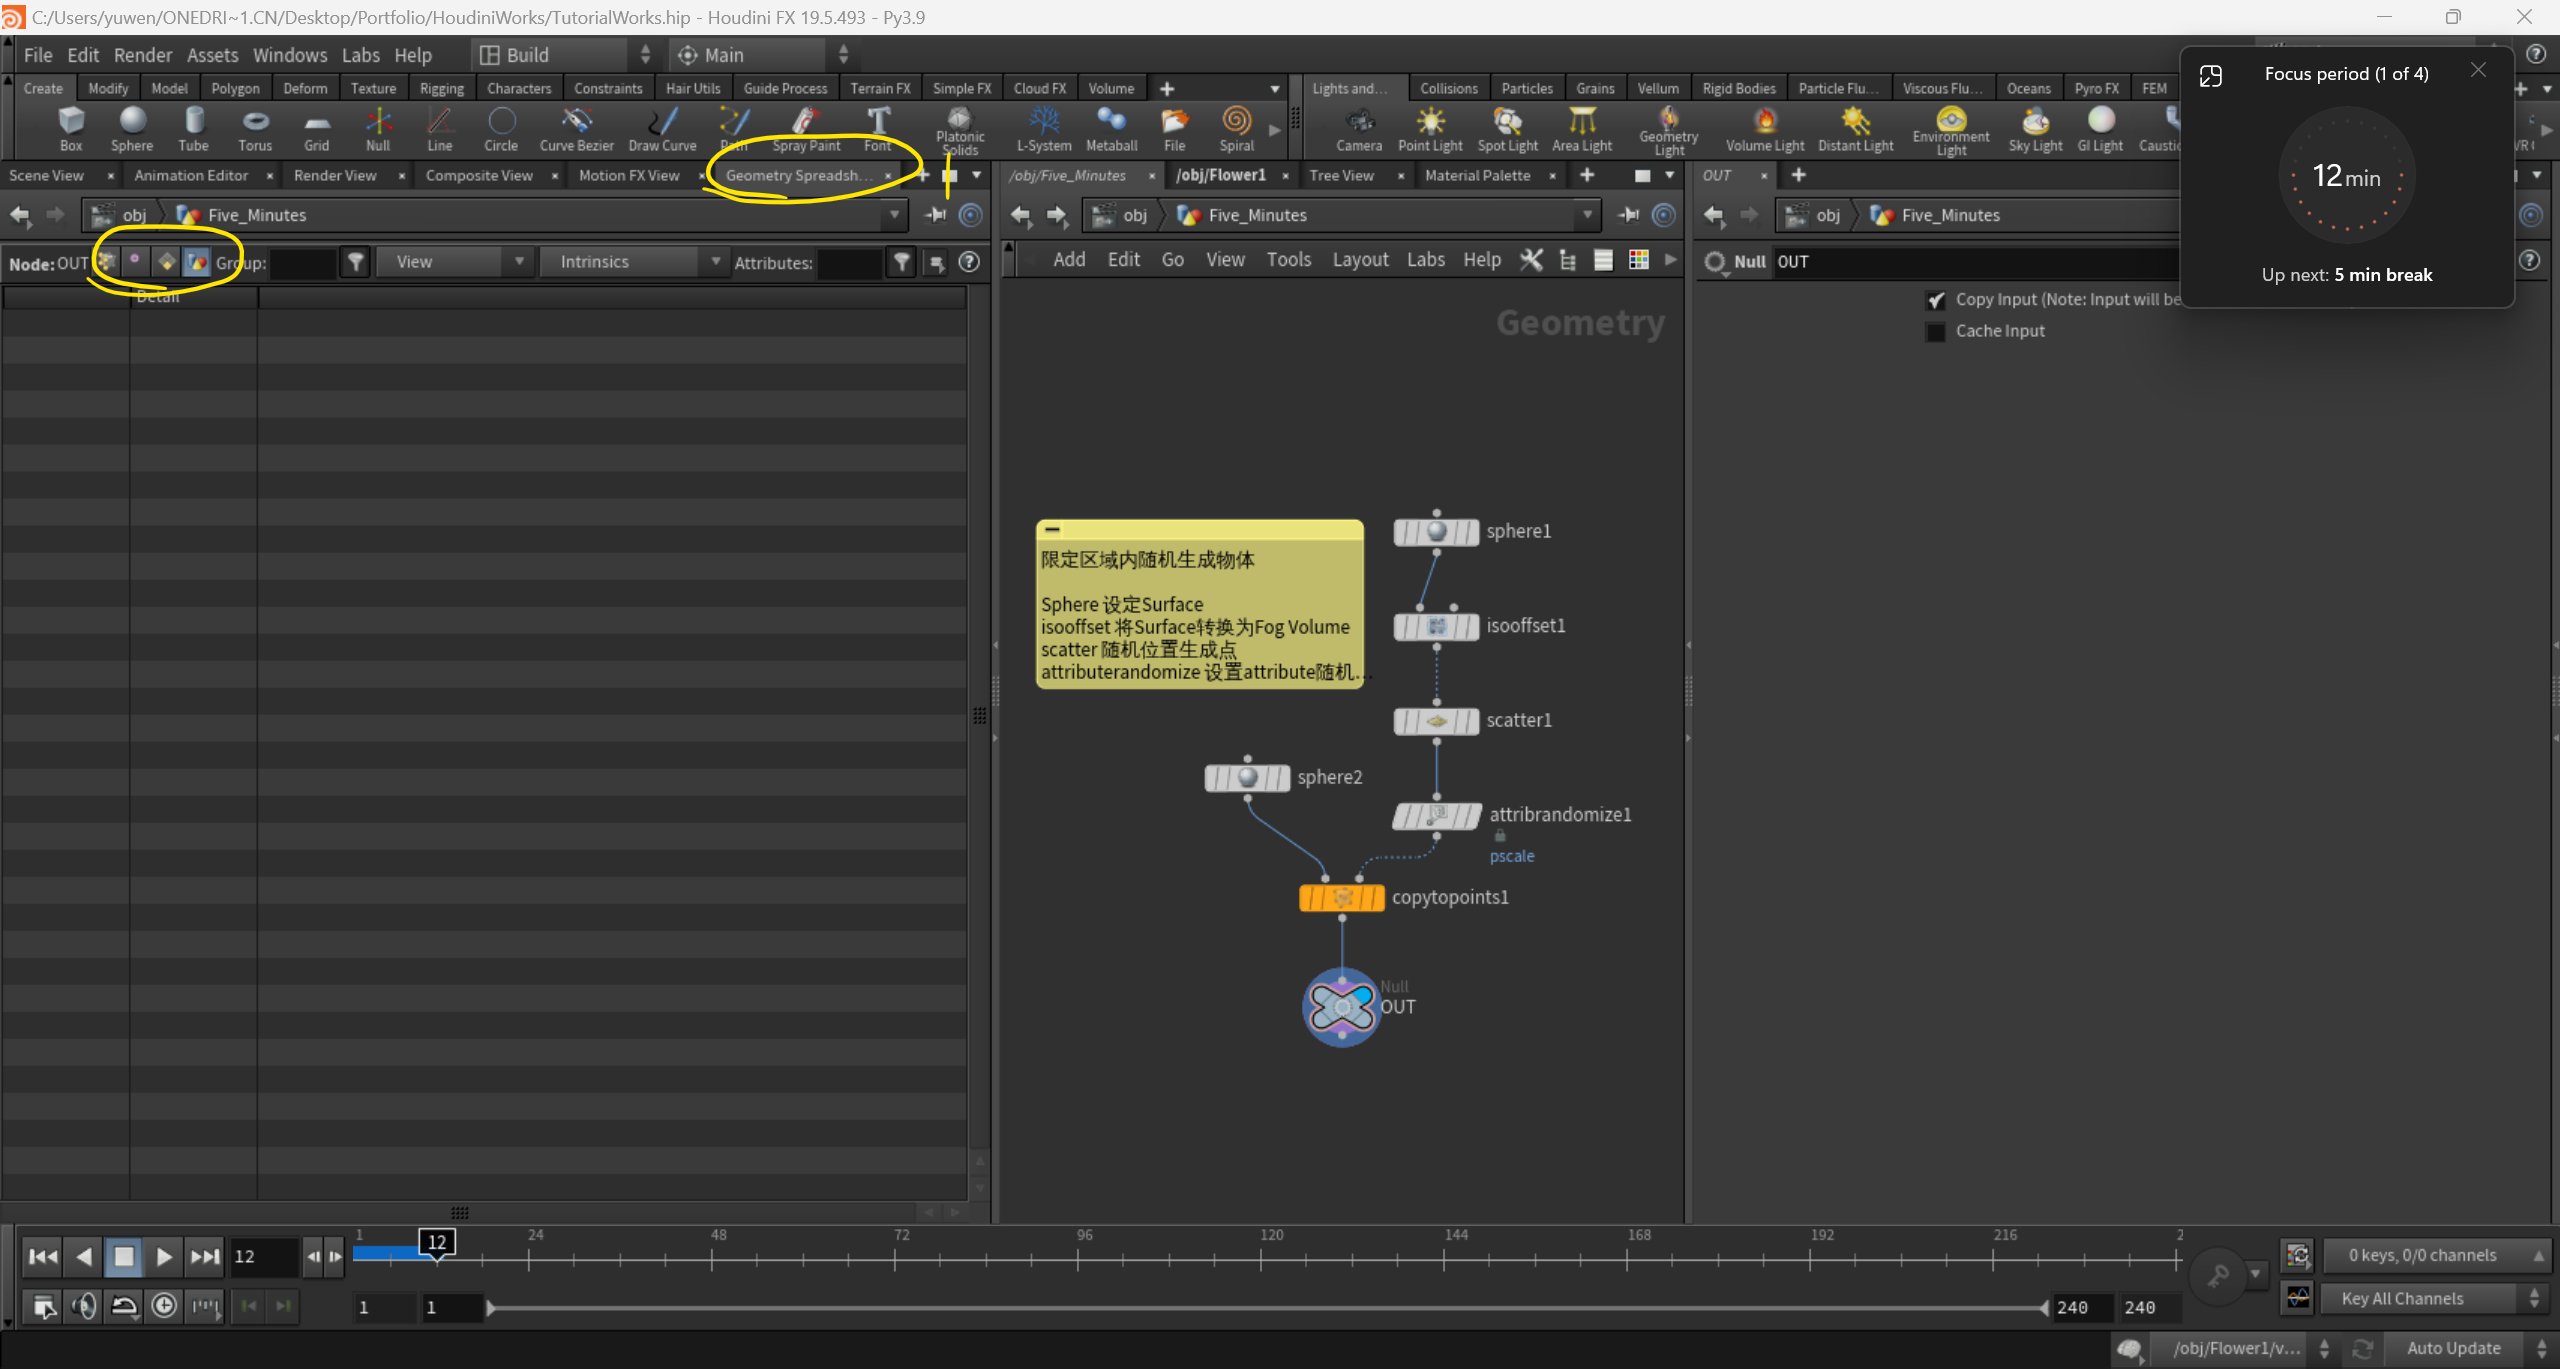 C:/Users/yuwen/ONEDRI~1.CN/Desktop/Portfolio/HoudiniWorks/TutorialWorks.hip - Houdini FX 19.5.493 - Py3.9
File Edit Render Assets Windows Labs Help Build Main
Create Modify Model Polygon Deform Texture Rigging Characters Constraints Hair Utils Guide Process Terrain FX Simple FX Cloud FX Volume
Lights and... Collisions Particles Grains Vellum Rigid Bodies Particle Flu... Viscous Flu... Oceans Pyro FX FEM
Box Sphere Tube Torus Grid Null Line Circle Curve Bezier Draw Curve Path Spray Paint Font Platonic Solids L-System Metaball File Spiral
Camera Point Light Spot Light Area Light Geometry Light Volume Light Distant Light Environment Light Sky Light GI Light Caustic
Focus period (1 of 4)
12 min
Up next: 5 min break
Scene View Animation Editor Render View Composite View Motion FX View Geometry Spreadsh...
/obj/Five_Minutes /obj/Flower1 Tree View Material Palette
OUT
obj Five_Minutes
obj Five_Minutes
obj Five_Minutes
Node: OUT Group: View Intrinsics Attributes:
Detail
Add Edit Go View Tools Layout Labs Help
Null OUT
Copy Input (Note: Input will be
Cache Input
Geometry
限定区域内随机生成物体
Sphere 设定Surface
isooffset 将Surface转换为Fog Volume
scatter 随机位置生成点
attributerandomize 设置attribute随机...
sphere1
isooffset1
scatter1
sphere2
attribrandomize1
pscale
copytopoints1
Null
OUT
12
1 12 24 48 72 96 120 144 168 192 216 2
0 keys, 0/0 channels
1 1 240 240
Key All Channels
/obj/Flower1/v... Auto Update